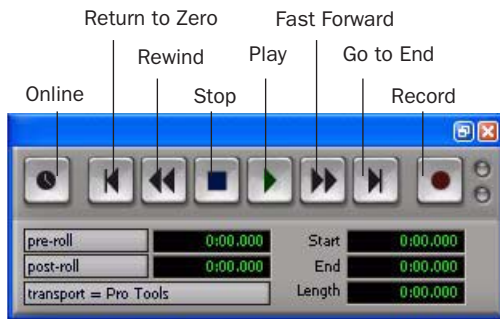 Return to Zero
Fast Forward
Rewind
Play
Go to End
Online
Stop
Record
pre-roll 0:00.000 Start 0:00.000
post-roll 0:00.000 End 0:00.000
transport = Pro Tools Length 0:00.000